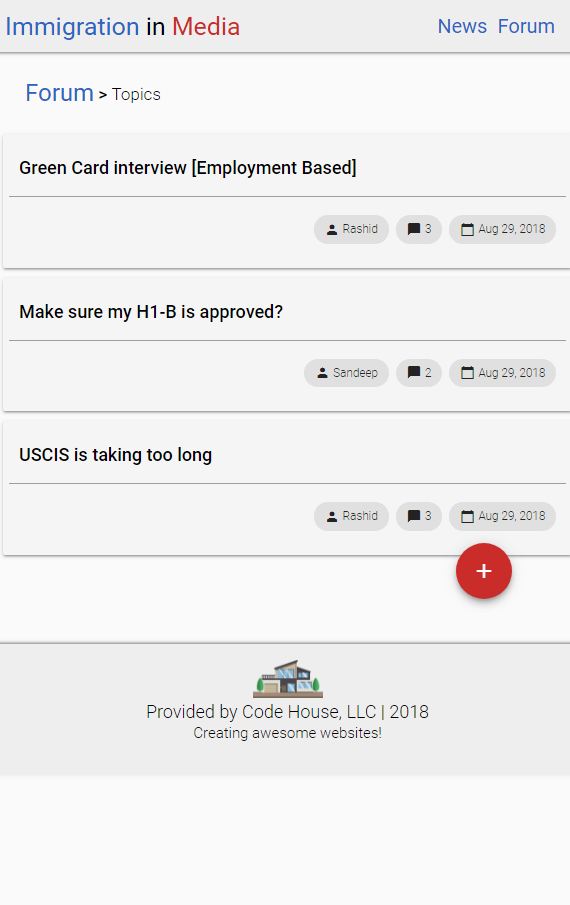 Immigration in Media News Forum
Forum > Topics
Green Card interview [Employment Based]
Rashid 3 Aug 29, 2018
Make sure my H1-B is approved?
Sandeep 2 Aug 29, 2018
USCIS is taking too long
Rashid 3 Aug 29, 2018
+
Provided by Code House, LLC | 2018
Creating awesome websites!